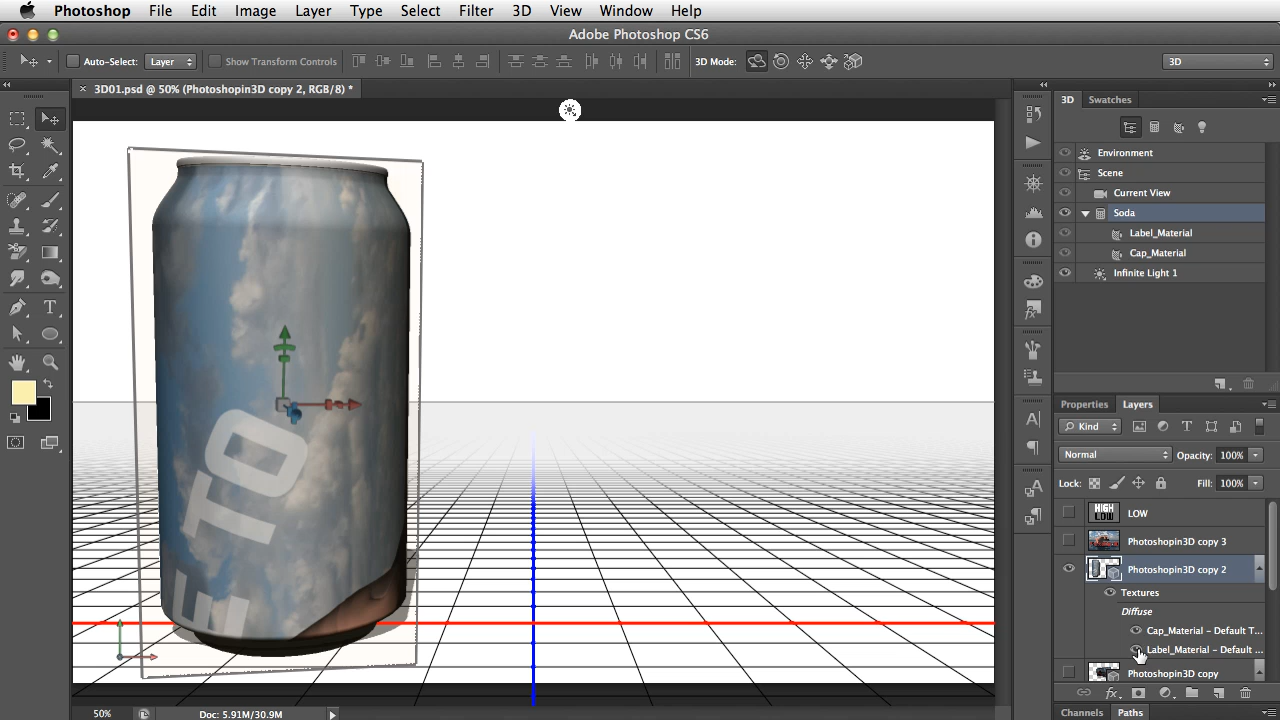 Photoshop File Edit Image Layer Type Select Filter 3D View Window Help
Adobe Photoshop CS6
Auto-Select: Layer Show Transform Controls 3D Mode: 3D
3D01.psd @ 50% (Photoshopin3D copy 2, RGB/8) *
3D Swatches
Environment
Scene
Current View
Soda
Label_Material
Cap_Material
Infinite Light 1
Properties Layers
Kind
Normal Opacity: 100%
Lock: Fill: 100%
HIGH LOW LOW
Photoshopin3D copy 3
Photoshopin3D copy 2
Textures
Diffuse
Cap_Material – Default T...
Label_Material – Default ...
Photoshopin3D copy
Channels Paths
E TO
50% Doc: 5.91M/30.9M